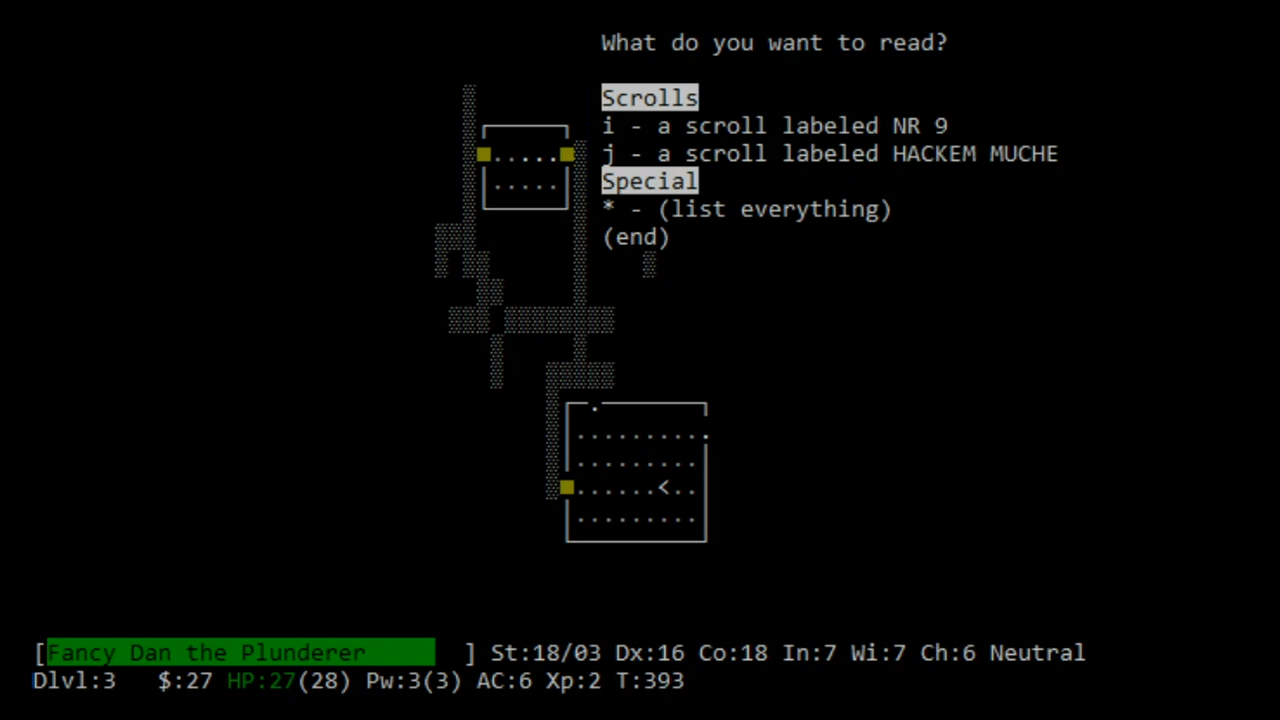 What do you want to read?
Scrolls
i - a scroll labeled NR 9
j - a scroll labeled HACKEM MUCHE
Special
* - (list everything)
(end)
[Fancy Dan the Plunderer ] St:18/03 Dx:16 Co:18 In:7 Wi:7 Ch:6 Neutral
Dlvl:3 $:27 HP:27(28) Pw:3(3) AC:6 Xp:2 T:393